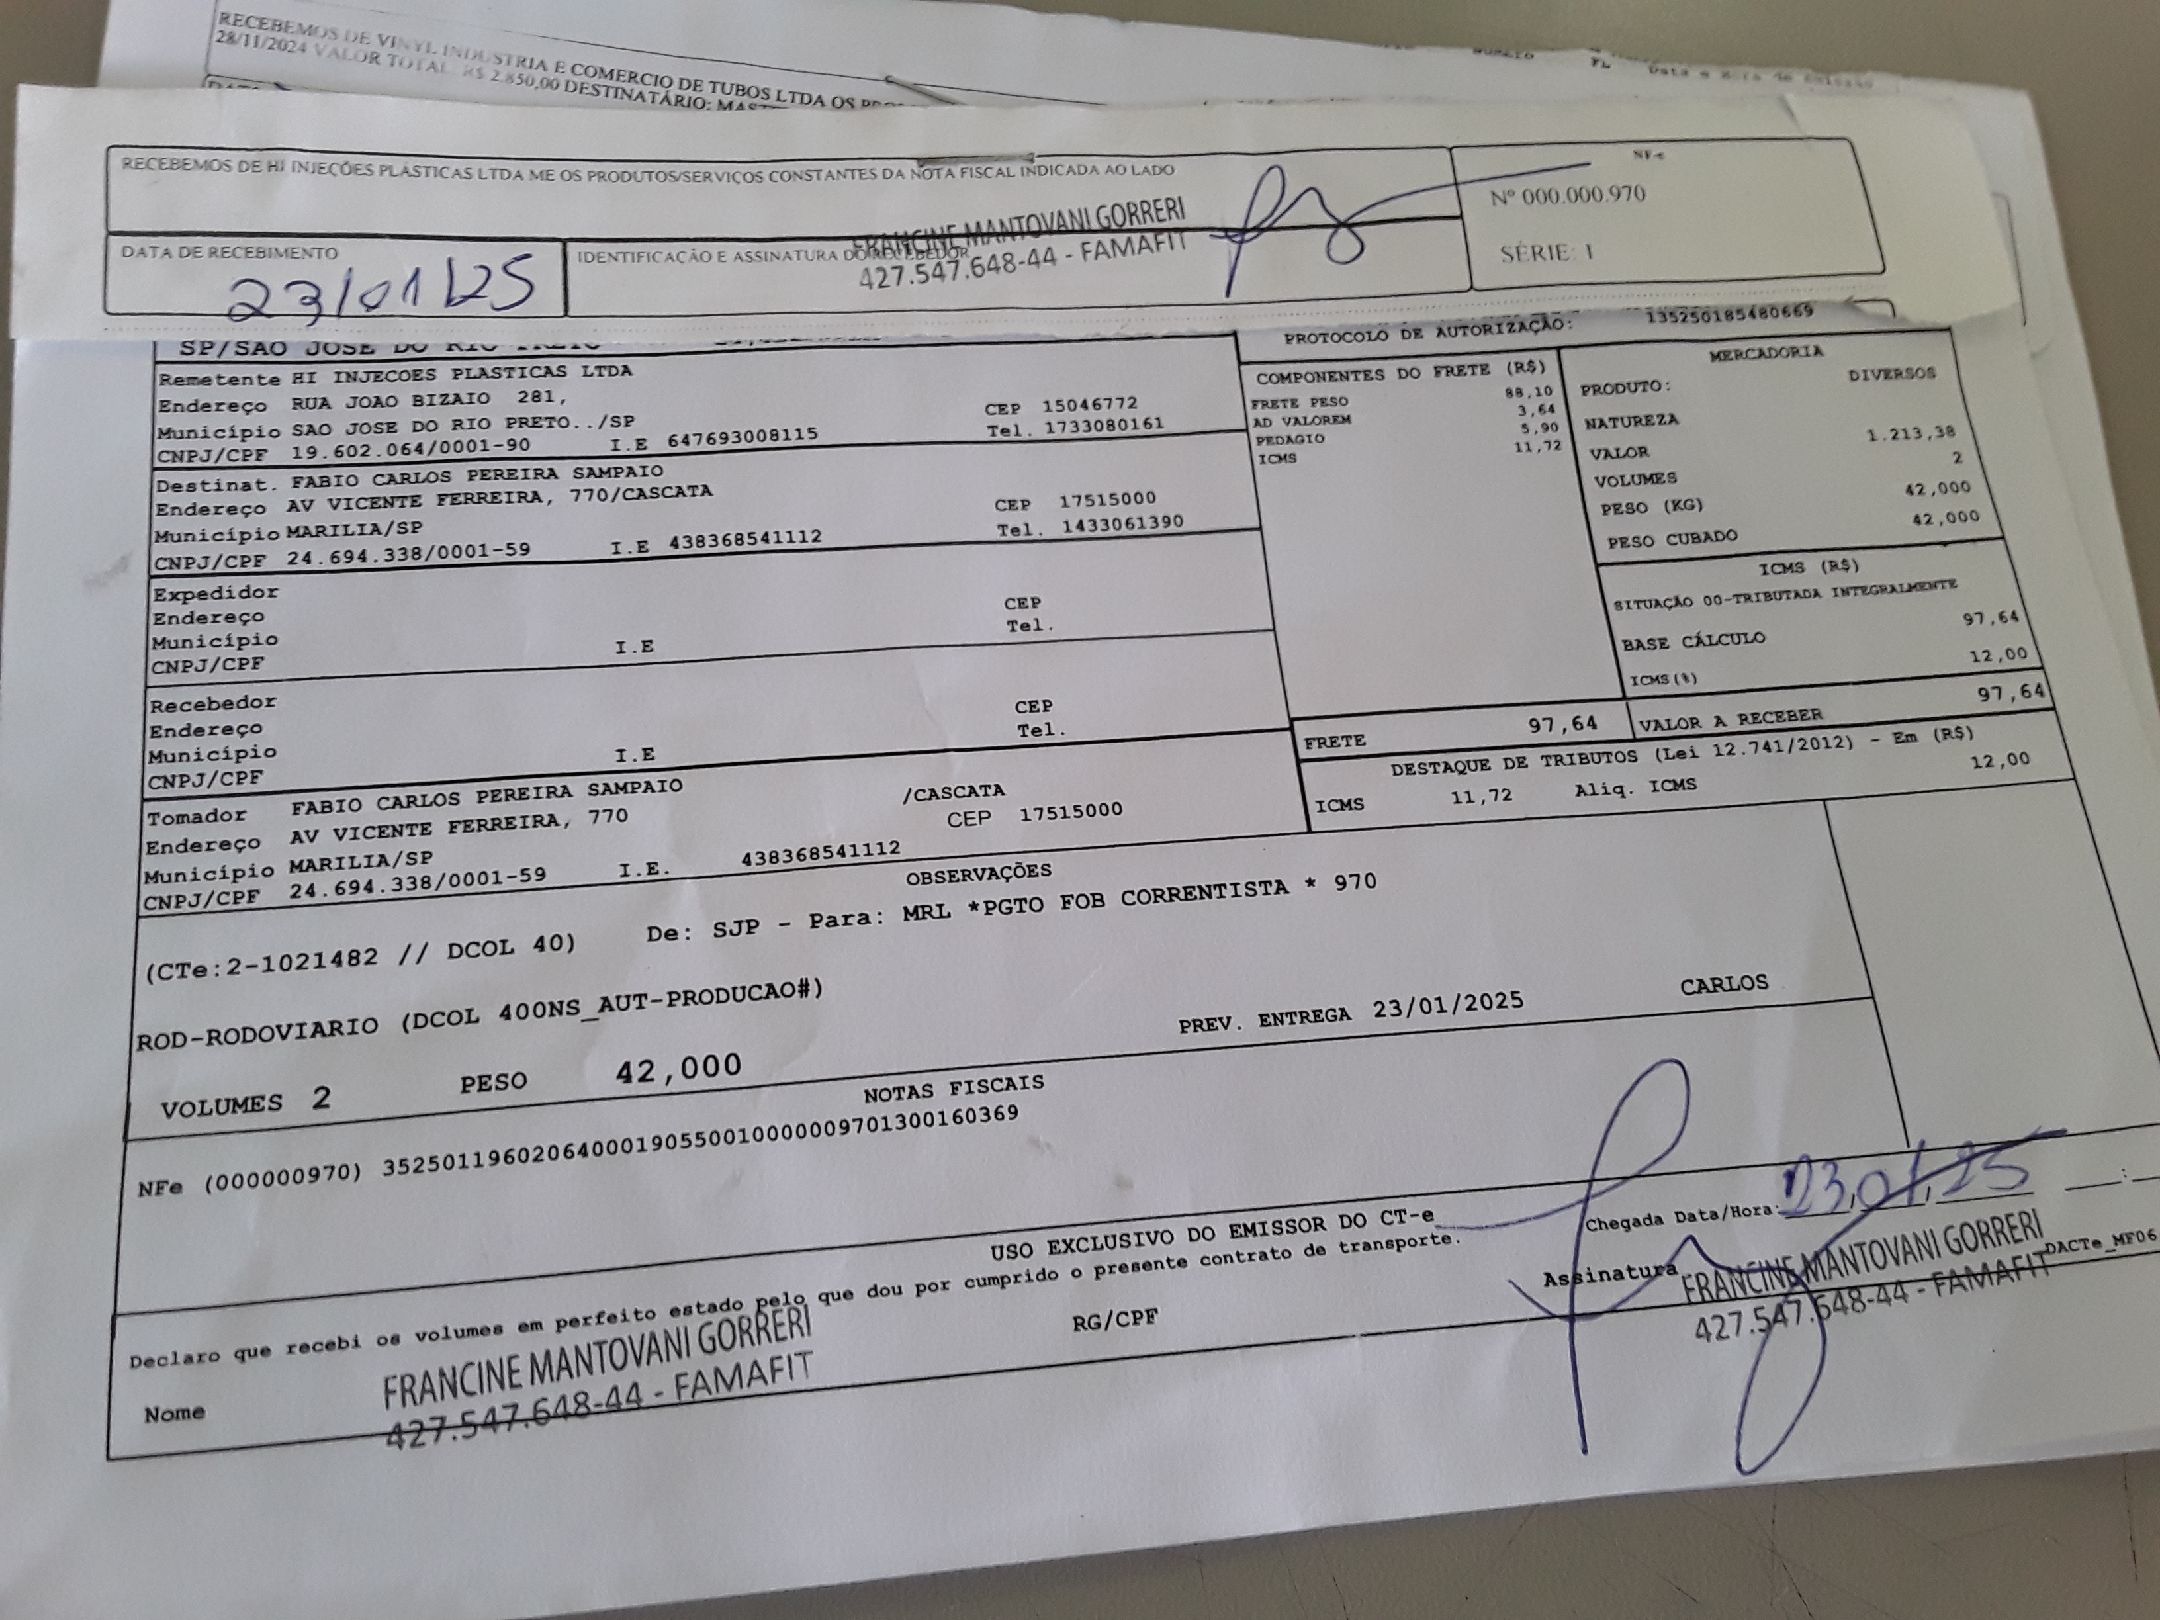 RECEBEMOS DE VINYL INDUSTRIA E COMERCIO DE TUBOS LTDA OS
28/11/2024 VALOR TOTAL: R$ 2.850,00 DESTINATÁRIO:
RECEBEMOS DE HI INJEÇÕES PLÁSTICAS LTDA ME OS PRODUTOS/SERVIÇOS CONSTANTES DA NOTA FISCAL INDICADA AO LADO
NF-e
Nº 000.000.970
SÉRIE: 1
DATA DE RECEBIMENTO
23/01/25
IDENTIFICAÇÃO E ASSINATURA DO RECEBEDOR
FRANCINE MANTOVANI GORRERI
427.547.648-44 - FAMAFIT
SP/SAO JOSE DO RIO PRETO
PROTOCOLO DE AUTORIZAÇÃO: 135250185480669
Remetente HI INJECOES PLASTICAS LTDA
Endereço RUA JOAO BIZAIO 281, CEP 15046772
Município SAO JOSE DO RIO PRETO../SP Tel. 1733080161
CNPJ/CPF 19.602.064/0001-90 I.E 647693008115
Destinat. FABIO CARLOS PEREIRA SAMPAIO
Endereço AV VICENTE FERREIRA, 770/CASCATA CEP 17515000
Município MARILIA/SP Tel. 1433061390
CNPJ/CPF 24.694.338/0001-59 I.E 438368541112
Expedidor
Endereço CEP
Município I.E Tel.
CNPJ/CPF
Recebedor
Endereço CEP
Município I.E Tel.
CNPJ/CPF
Tomador FABIO CARLOS PEREIRA SAMPAIO
Endereço AV VICENTE FERREIRA, 770 /CASCATA
Município MARILIA/SP CEP 17515000
CNPJ/CPF 24.694.338/0001-59 I.E. 438368541112
COMPONENTES DO FRETE (R$)
FRETE PESO 88,10
AD VALOREM 3,64
PEDAGIO 5,90
ICMS 11,72
MERCADORIA
PRODUTO: DIVERSOS
NATUREZA
VALOR 1.213,38
VOLUMES 2
PESO (KG) 42,000
PESO CUBADO 42,000
ICMS (R$)
SITUAÇÃO 00-TRIBUTADA INTEGRALMENTE
BASE CÁLCULO 97,64
ICMS(%) 12,00
FRETE 97,64 VALOR A RECEBER 97,64
DESTAQUE DE TRIBUTOS (Lei 12.741/2012) - Em (R$)
ICMS 11,72 Aliq. ICMS 12,00
OBSERVAÇÕES
(CTe:2-1021482 // DCOL 40) De: SJP - Para: MRL *PGTO FOB CORRENTISTA * 970
ROD-RODOVIARIO (DCOL 400NS_AUT-PRODUCAO#)
VOLUMES 2 PESO 42,000 PREV. ENTREGA 23/01/2025 CARLOS
NOTAS FISCAIS
NFe (000000970) 35250119602064000190550010000009701300160369
USO EXCLUSIVO DO EMISSOR DO CT-e
Declaro que recebi os volumes em perfeito estado pelo que dou por cumprido o presente contrato de transporte.
Chegada Data/Hora: 23,01,25
DACTe_MF06
Nome FRANCINE MANTOVANI GORRERI
427.547.648-44 - FAMAFIT
RG/CPF
Assinatura FRANCINE MANTOVANI GORRERI
427.547.648-44 - FAMAFIT